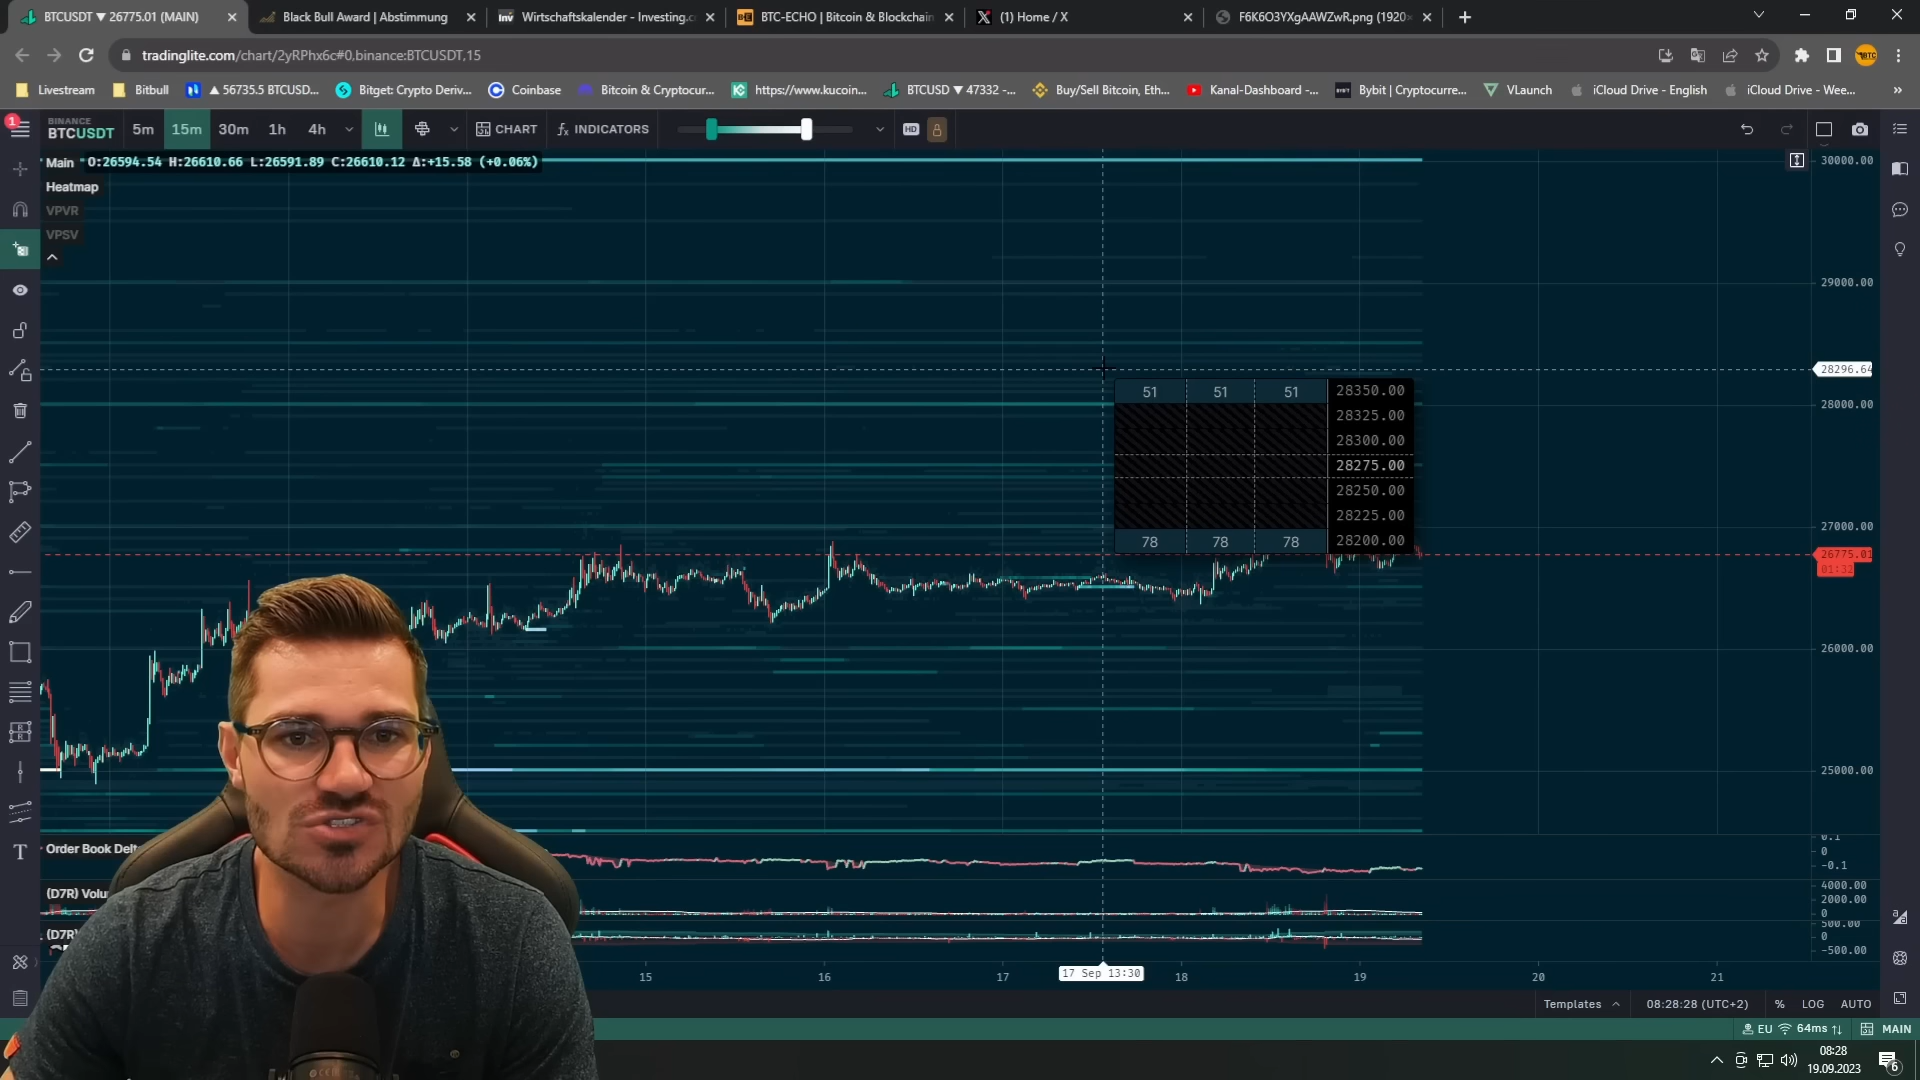 BTCUSDT ▼ 26775.01 (MAIN)
Black Bull Award | Abstimmung
Wirtschaftskalender - Investing.c
BTC-ECHO | Bitcoin & Blockchain
(1) Home / X
F6K6O3YXgAAWZwR.png (1920×
tradinglite.com/chart/2yRPhx6c#0,binance:BTCUSDT,15
Livestream
Bitbull
▲ 56735.5 BTCUSD...
Bitget: Crypto Deriv...
Coinbase
Bitcoin & Cryptocur...
https://www.kucoin...
BTCUSD ▼ 47332 -...
Buy/Sell Bitcoin, Eth...
Kanal-Dashboard -...
Bybit | Cryptocurre...
VLaunch
iCloud Drive - English
iCloud Drive - Wee...
»
1
BINANCE
BTCUSDT
5m
15m
30m
1h
4h
CHART
INDICATORS
HD
Main O:26594.54 H:26610.66 L:26591.89 C:26610.12 Δ:+15.58 (+0.06%)
Heatmap
VPVR
VPSV
30000.00
29000.00
28296.64
28000.00
27000.00
26775.01
01:32
26000.00
25000.00
51 51 51 28350.00
28325.00
28300.00
28275.00
28250.00
28225.00
78 78 78 28200.00
Order Book Delt
0.1
0
-0.1
(D7R) Volu
4000.00
2000.00
0
(D7R)
500.00
0
-500.00
15
16
17
17 Sep 13:30
18
19
20
21
Templates
08:28:28 (UTC+2)
%
LOG
AUTO
EU
64ms
MAIN
08:28
19.09.2023
6